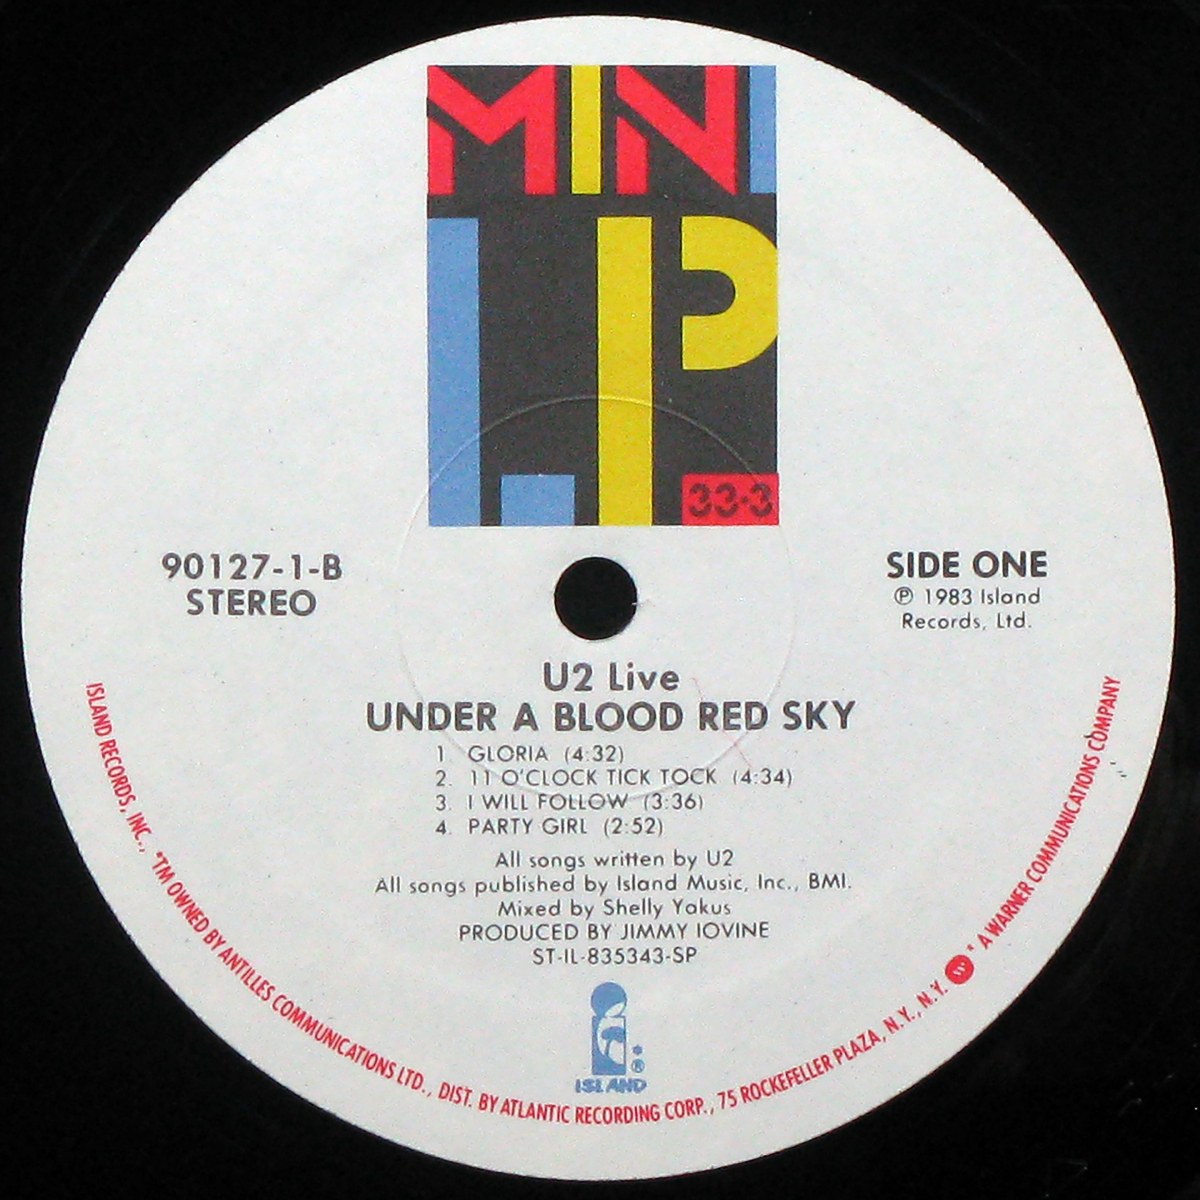 MINI
LP
33·3
90127-1-B
STEREO
SIDE ONE
℗ 1983 Island
Records, Ltd.
U2 Live
UNDER A BLOOD RED SKY
1. GLORIA (4:32)
2. 11 O'CLOCK TICK TOCK (4:34)
3. I WILL FOLLOW (3:36)
4. PARTY GIRL (2:52)
All songs written by U2
All songs published by Island Music, Inc., BMI.
Mixed by Shelly Yakus
PRODUCED BY JIMMY IOVINE
ST-IL-835343-SP
ISLAND
ISLAND RECORDS, INC., *TM OWNED BY ANTILLES COMMUNICATIONS LTD., DIST. BY ATLANTIC RECORDING CORP., 75 ROCKEFELLER PLAZA, N.Y., N.Y. W * A WARNER COMMUNICATIONS COMPANY